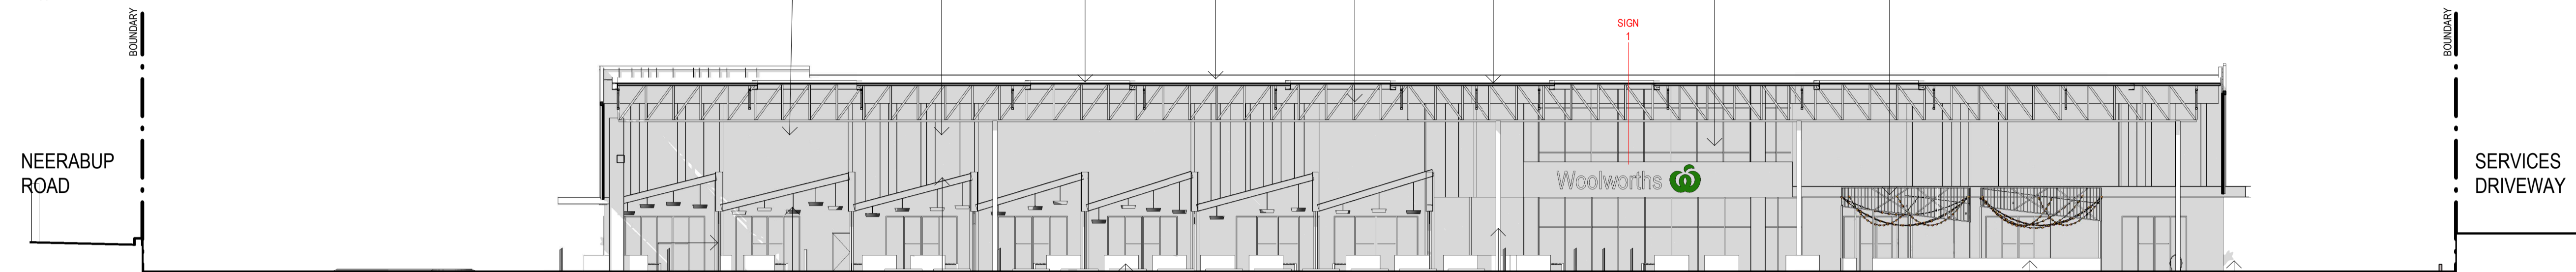 BOUNDARY
SIGN
1
BOUNDARY
NEERABUP
ROAD
Woolworths
SERVICES
DRIVEWAY